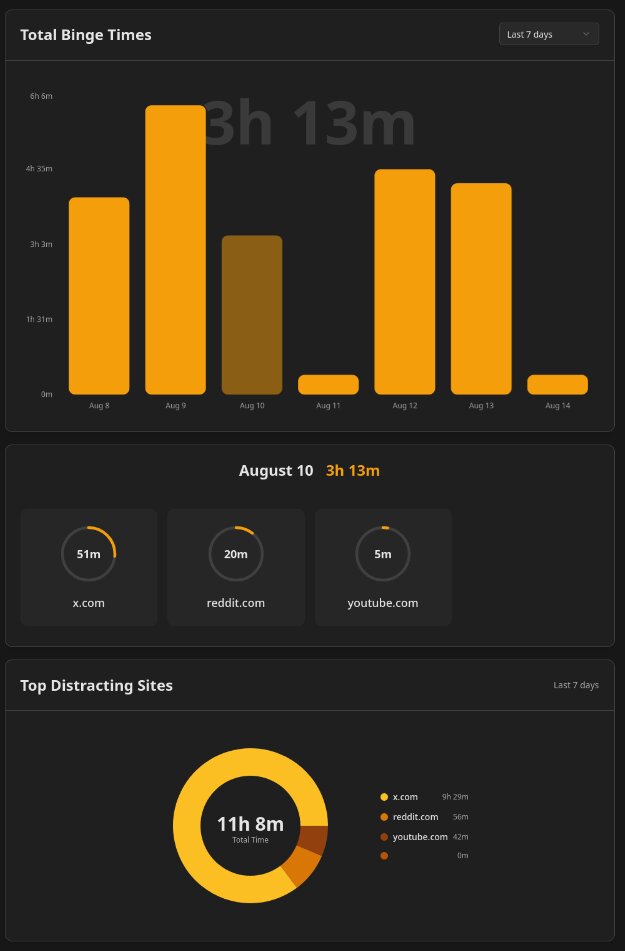 Total Binge Times
Last 7 days
3h 13m
6h 6m
4h 35m
3h 3m
1h 31m
0m
Aug 8 Aug 9 Aug 10 Aug 11 Aug 12 Aug 13 Aug 14
August 10 3h 13m
51m 20m 5m
x.com reddit.com youtube.com
Top Distracting Sites Last 7 days
11h 8m
Total Time
x.com 9h 29m
reddit.com 56m
youtube.com 42m
0m